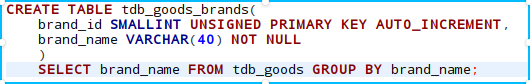 CREATE TABLE tdb_goods_brands(
brand_id SMALLINT UNSIGNED PRIMARY KEY AUTO_INCREMENT,
brand_name VARCHAR(40) NOT NULL
)
SELECT brand_name FROM tdb_goods GROUP BY brand_name;